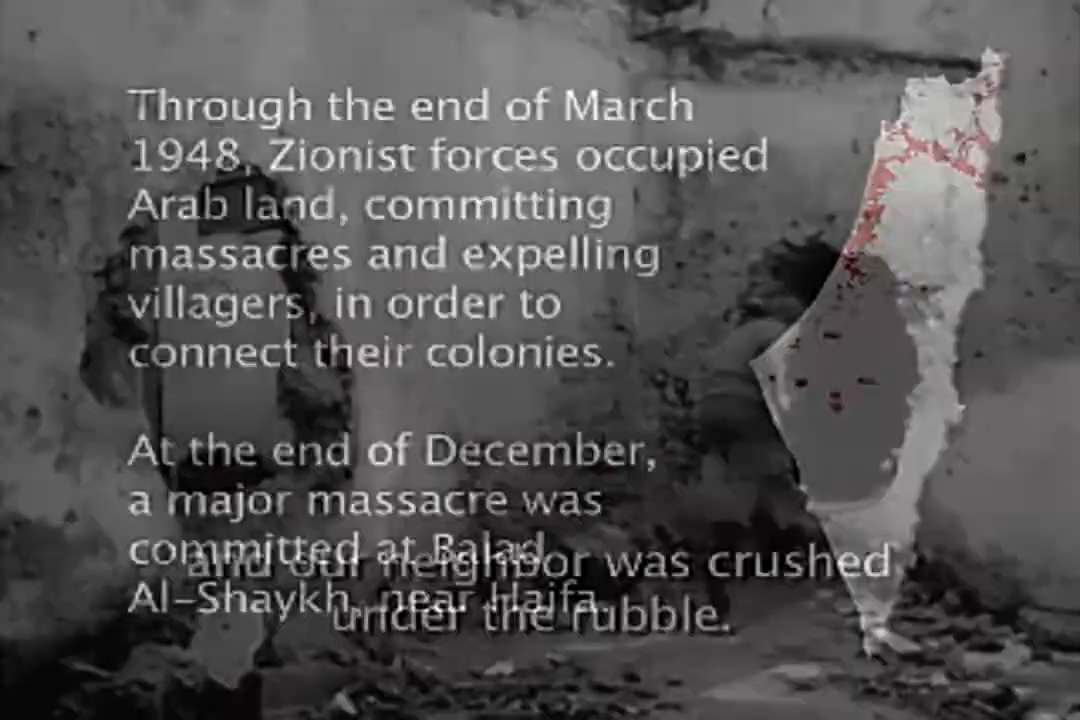 Through the end of March
1948, Zionist forces occupied
Arab land, committing
massacres and expelling
villagers, in order to
connect their colonies.
At the end of December,
a major massacre was
committed at Balad
Al-Shaykh, near Haifa.
and our neighbor was crushed
under the rubble.